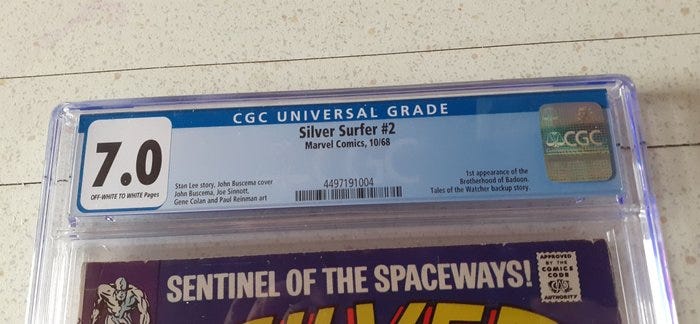 CGC UNIVERSAL GRADE
7.0
OFF-WHITE TO WHITE Pages
Silver Surfer #2
Marvel Comics, 10/68
Stan Lee story, John Buscema cover
John Buscema, Joe Sinnott,
Gene Colan and Paul Reinman art
4497191004
1st appearance of the
Brotherhood of Badoon.
Tales of the Watcher backup story.
CGC
SENTINEL OF THE SPACEWAYS!
APPROVED
BY THE
COMICS
CODE
AUTHORITY